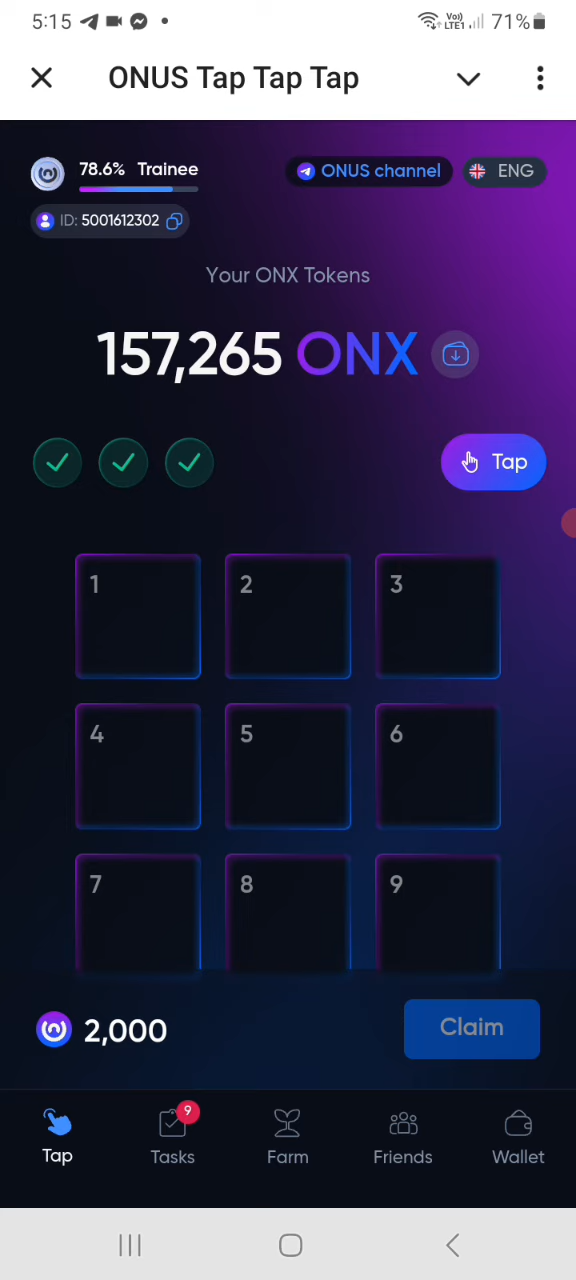 5:15 Vo)) LTE1 71%
ONUS Tap Tap Tap
78.6% Trainee ONUS channel ENG
ID: 5001612302
Your ONX Tokens
157,265 ONX
Tap
1 2 3
4 5 6
7 8 9
2,000 Claim
9
Tap Tasks Farm Friends Wallet